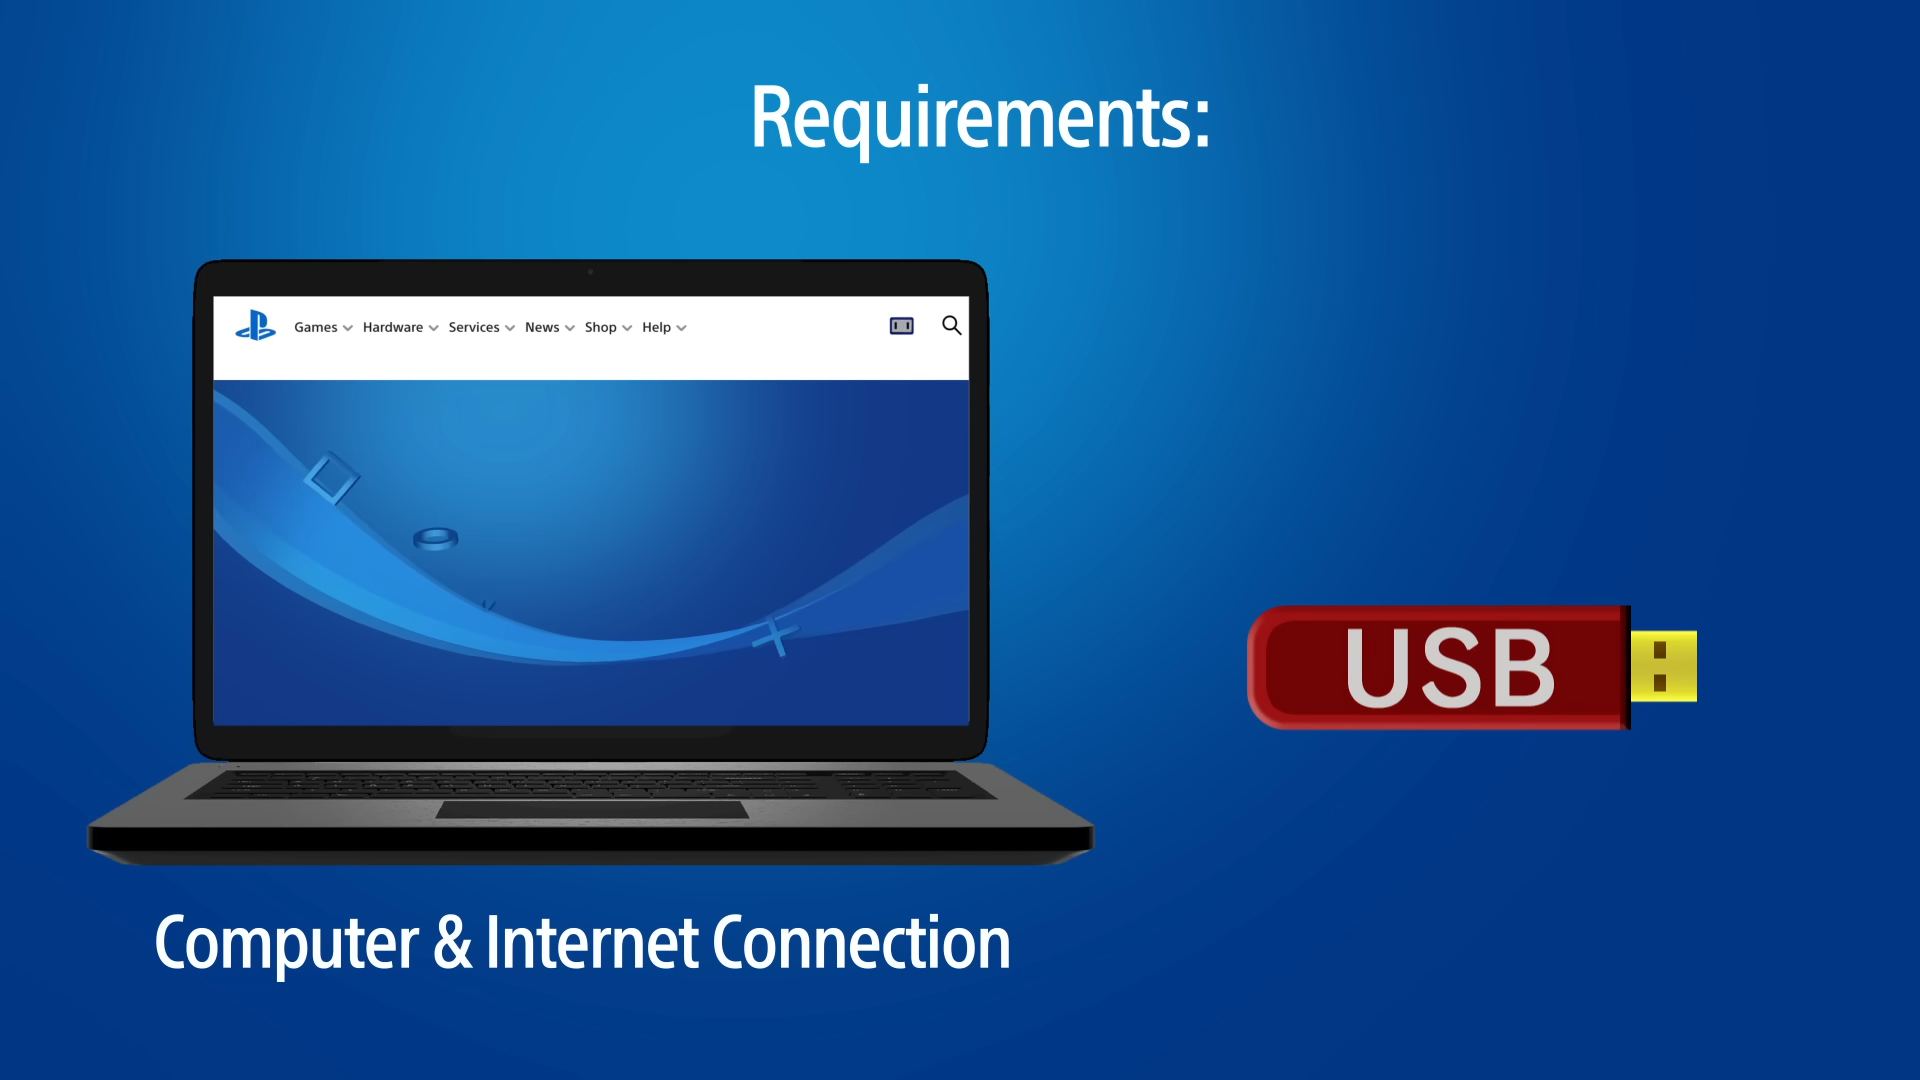 Requirements:
Games Hardware Services News Shop Help
USB
Computer & Internet Connection